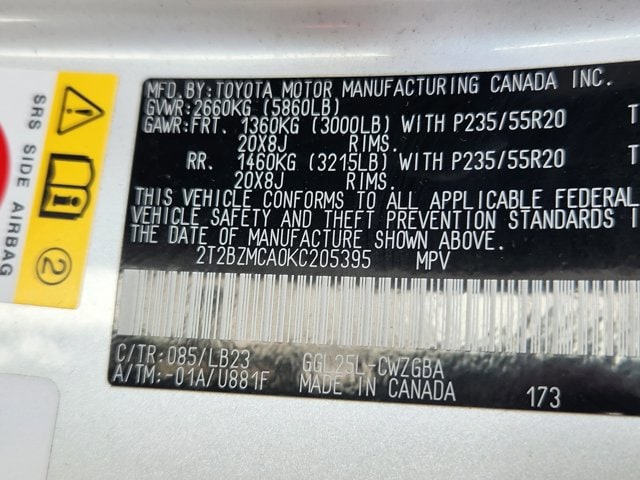 MFD. BY: TOYOTA MOTOR MANUFACTURING CANADA INC.
GVWR: 2660KG (5860LB)
GAWR: FRT. 1360KG (3000LB) WITH P235/55R20
20X8J RIMS.
RR. 1460KG (3215LB) WITH P235/55R20
20X8J RIMS.
THIS VEHICLE CONFORMS TO ALL APPLICABLE FEDERAL
VEHICLE SAFETY AND THEFT PREVENTION STANDARDS
THE DATE OF MANUFACTURE SHOWN ABOVE.
2T2BZMCA0KC205395 MPV
C/TR: 085/LB23 GGL25L-CWZGBA
A/TM: -01A/U881F MADE IN CANADA 173
SRS SIDE AIRBAG
2